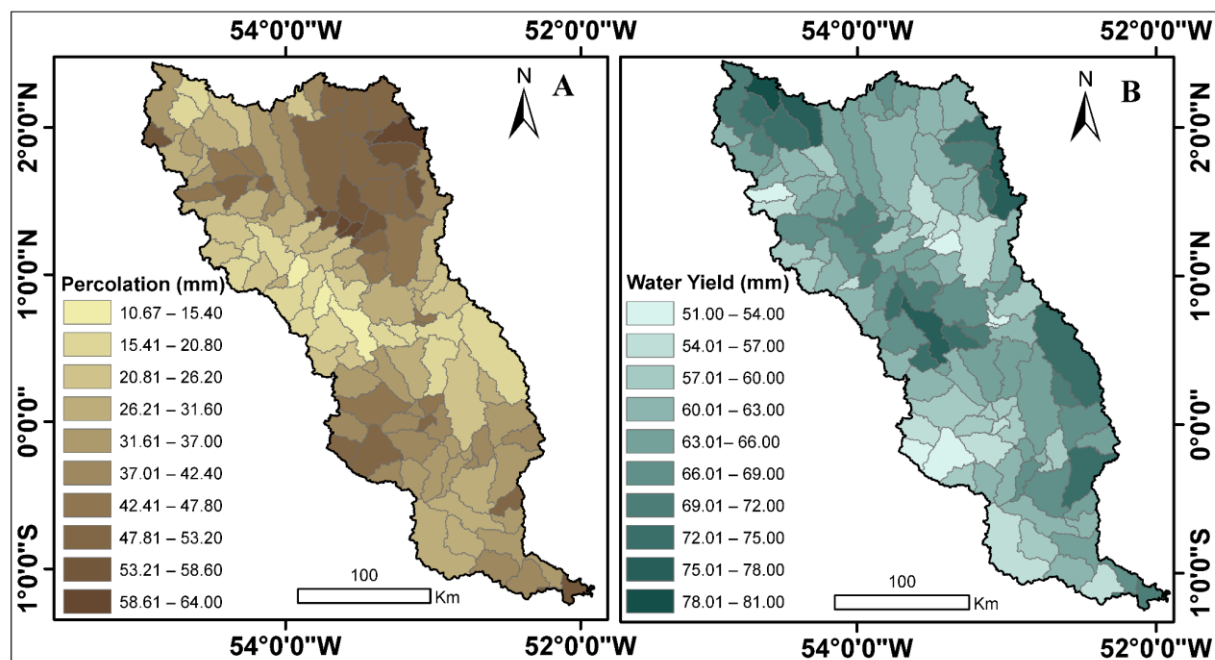 54°0'0"W 52°0'0"W 54°0'0"W 52°0'0"W
N A
N B
2°0'0"N
1°0'0"N
0°0'0"
1°0'0"S
Percolation (mm)
10.67 – 15.40
15.41 – 20.80
20.81 – 26.20
26.21 – 31.60
31.61 – 37.00
37.01 – 42.40
42.41 – 47.80
47.81 – 53.20
53.21 – 58.60
58.61 – 64.00
100
Km
Water Yield (mm)
51.00 – 54.00
54.01 – 57.00
57.01 – 60.00
60.01 – 63.00
63.01 – 66.00
66.01 – 69.00
69.01 – 72.00
72.01 – 75.00
75.01 – 78.00
78.01 – 81.00
100
Km
2°0'0"N
1°0'0"N
0°0'0"
1°0'0"S
54°0'0"W 52°0'0"W 54°0'0"W 52°0'0"W